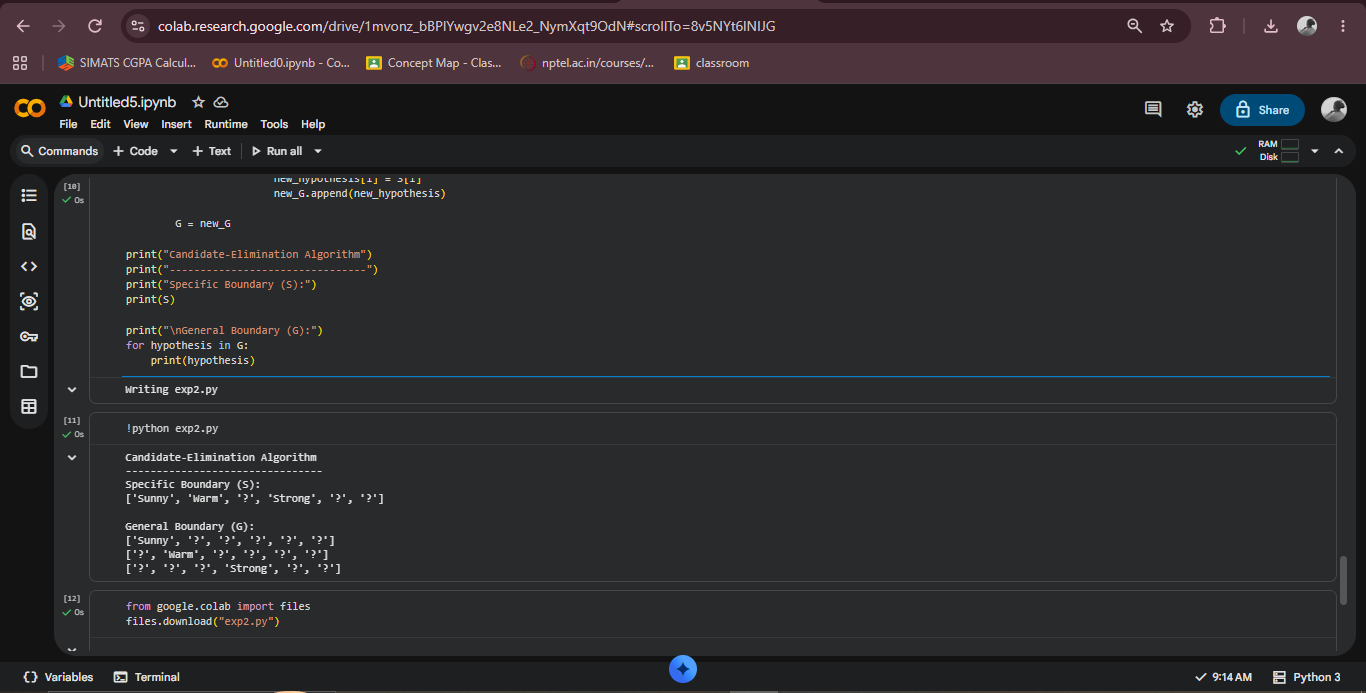 colab.research.google.com/drive/1mvonz_bBPlYwgv2e8NLe2_NymXqt9OdN#scrollTo=8v5NYt6lNlJG
SIMATS CGPA Calcul...
Untitled0.ipynb - Co...
Concept Map - Clas...
nptel.ac.in/courses/...
classroom
Untitled5.ipynb
File Edit View Insert Runtime Tools Help
Share
Commands + Code + Text Run all
RAM
Disk
[10]
0s
new_hypothesis[i] = S[i]
new_G.append(new_hypothesis)
G = new_G
print("Candidate-Elimination Algorithm")
print("--------------------------------")
print("Specific Boundary (S):")
print(S)
print("\nGeneral Boundary (G):")
for hypothesis in G:
print(hypothesis)
Writing exp2.py
[11]
0s
!python exp2.py
Candidate-Elimination Algorithm
--------------------------------
Specific Boundary (S):
['Sunny', 'Warm', '?', 'Strong', '?', '?']
General Boundary (G):
['Sunny', '?', '?', '?', '?', '?']
['?', 'Warm', '?', '?', '?', '?']
['?', '?', '?', 'Strong', '?', '?']
[12]
0s
from google.colab import files
files.download("exp2.py")
Variables Terminal
9:14 AM Python 3